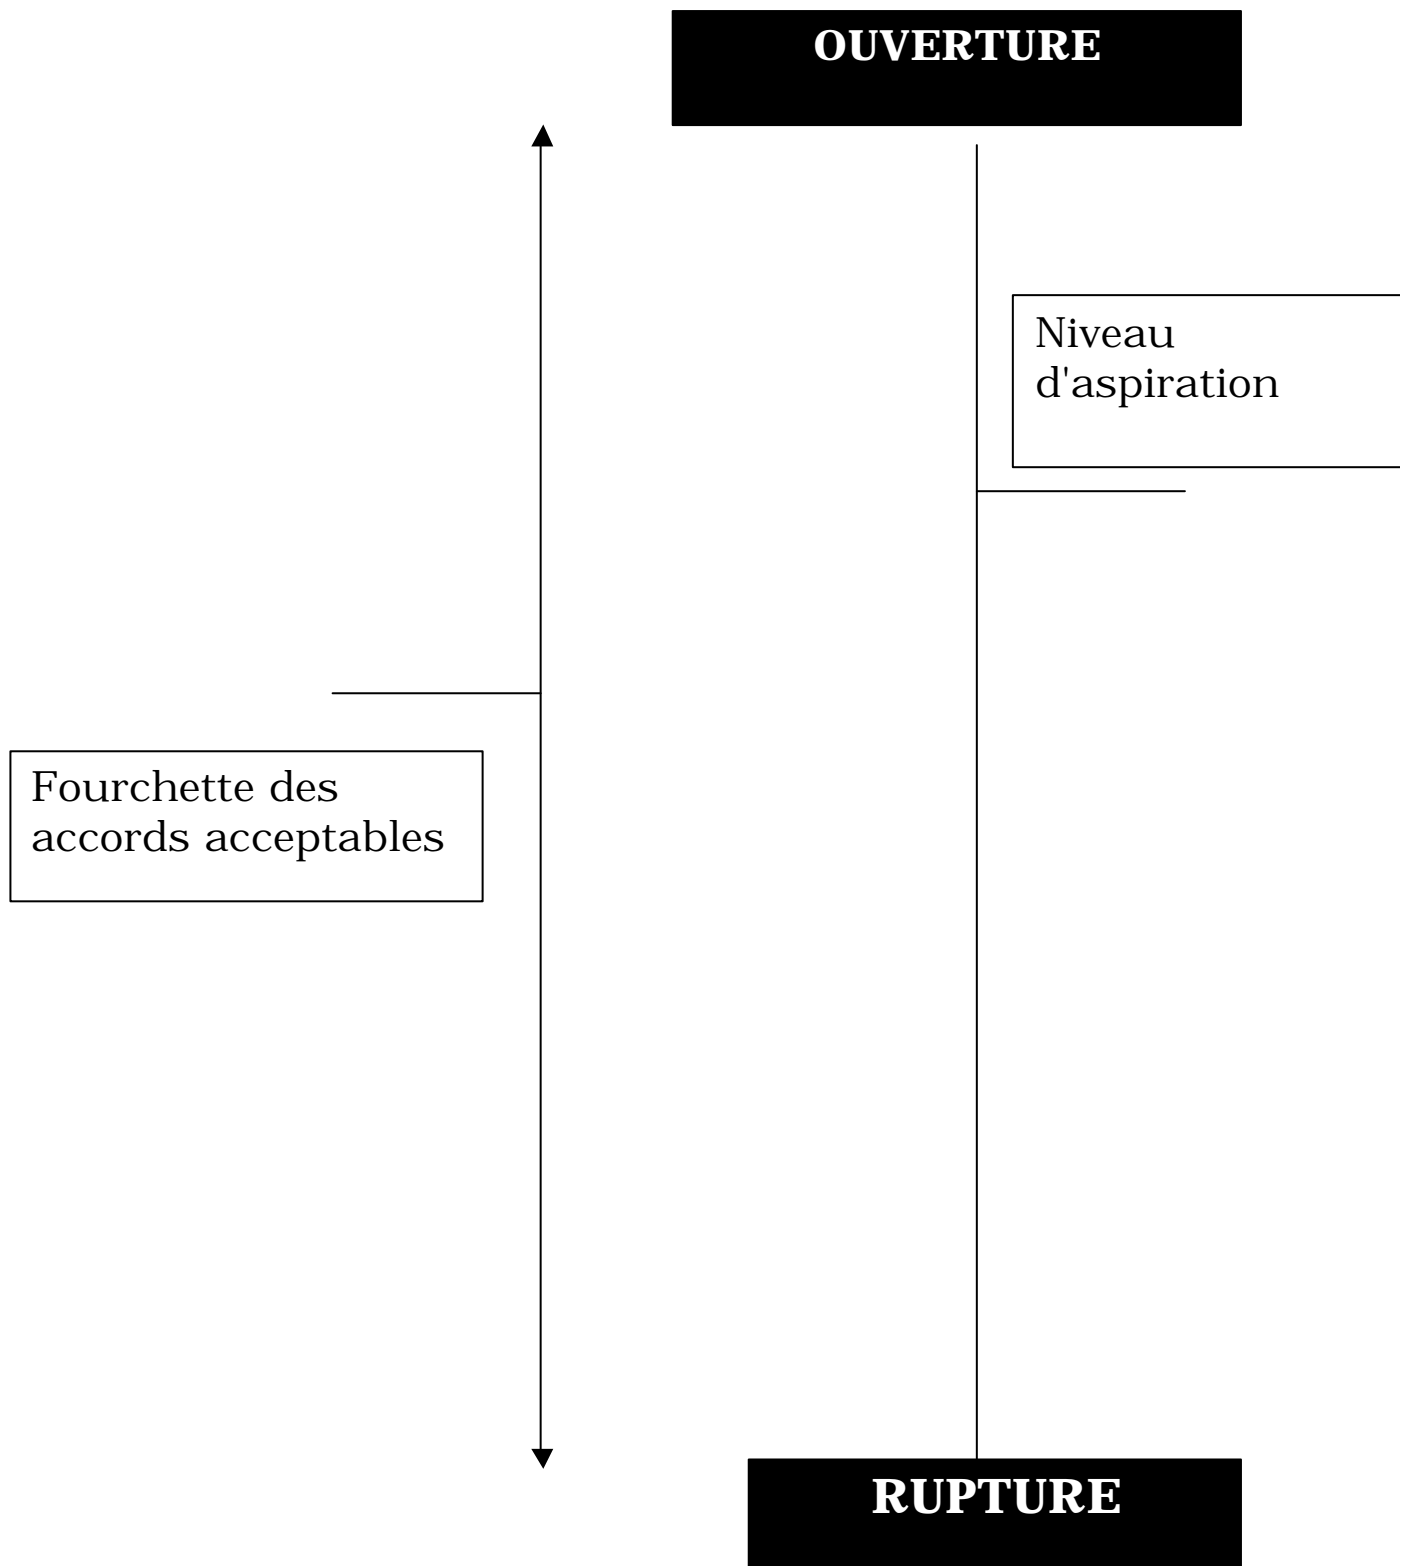 OUVERTURE
Niveau
d'aspiration
Fourchette des
accords acceptables
RUPTURE